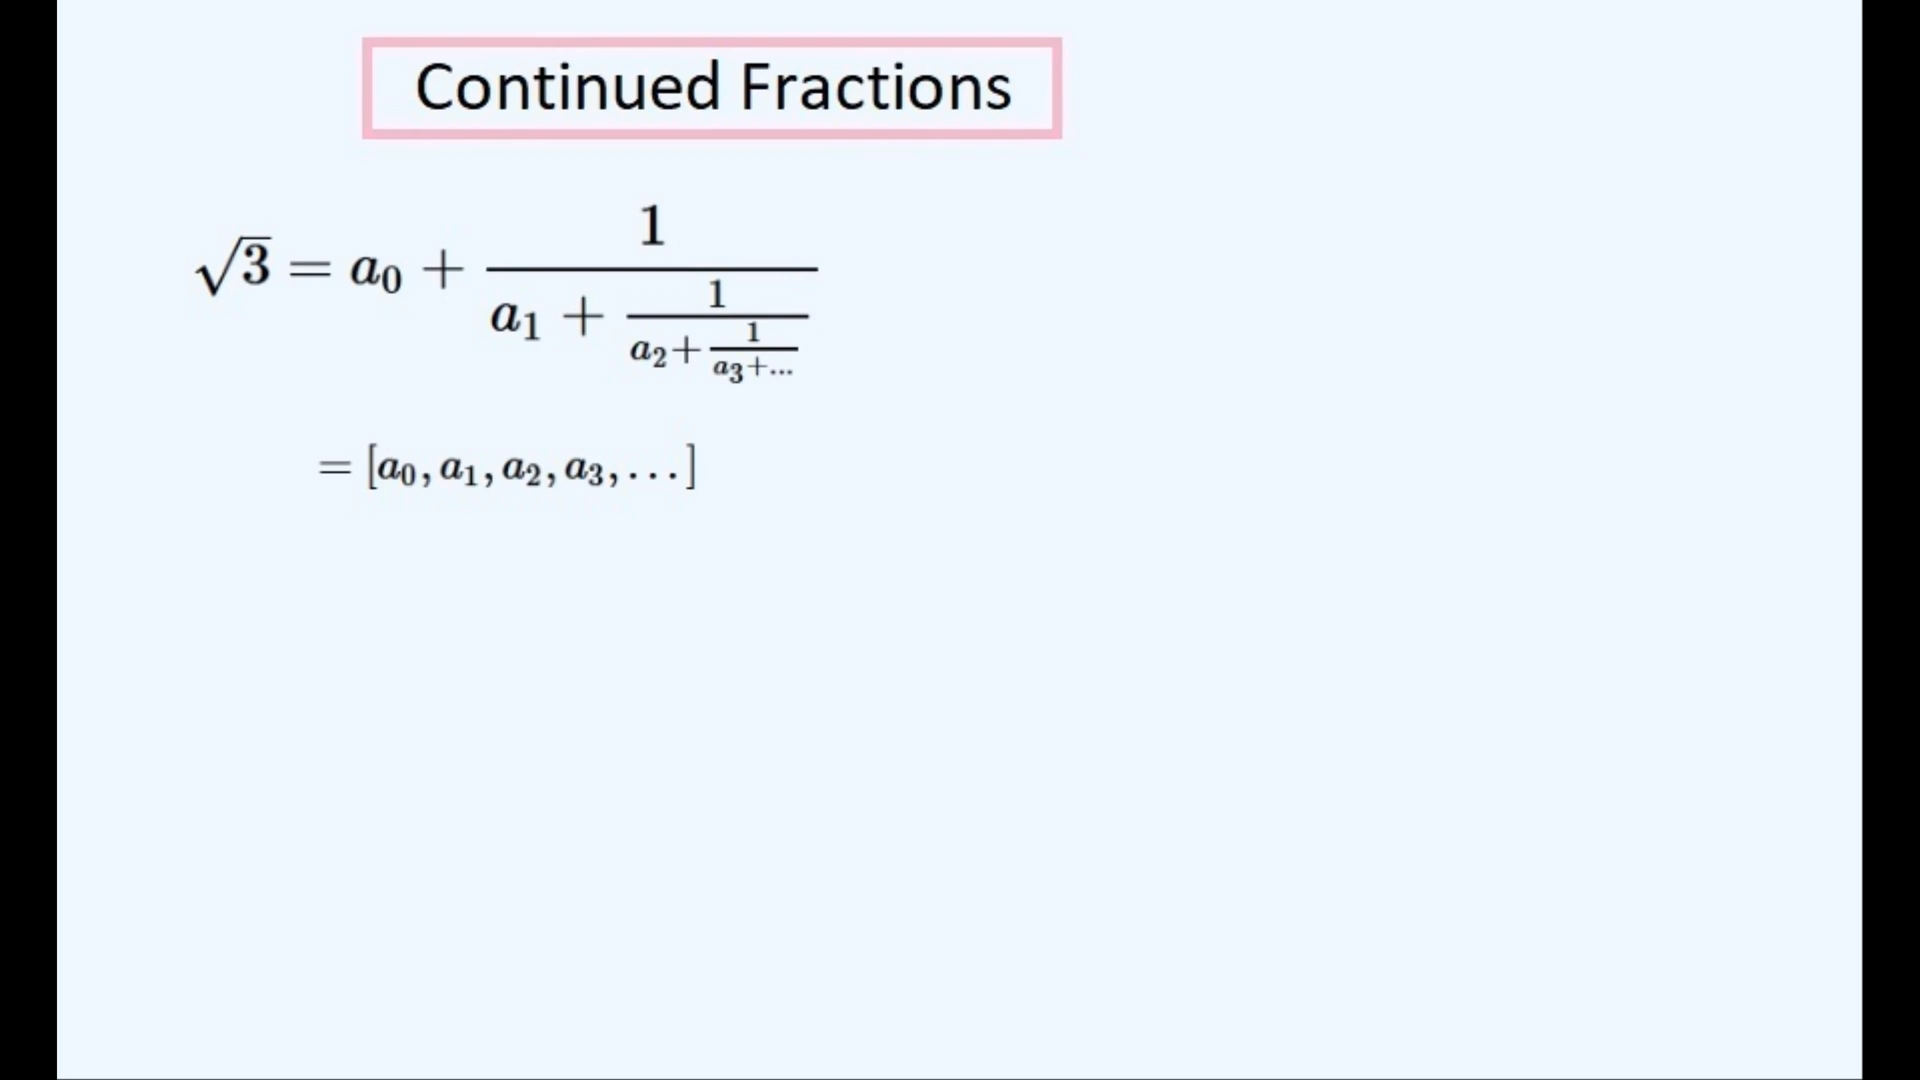 Continued Fractions
√3 = a₀ + 1/(a₁ + 1/(a₂ + 1/(a₃ + ...)))
= [a₀, a₁, a₂, a₃, ...]